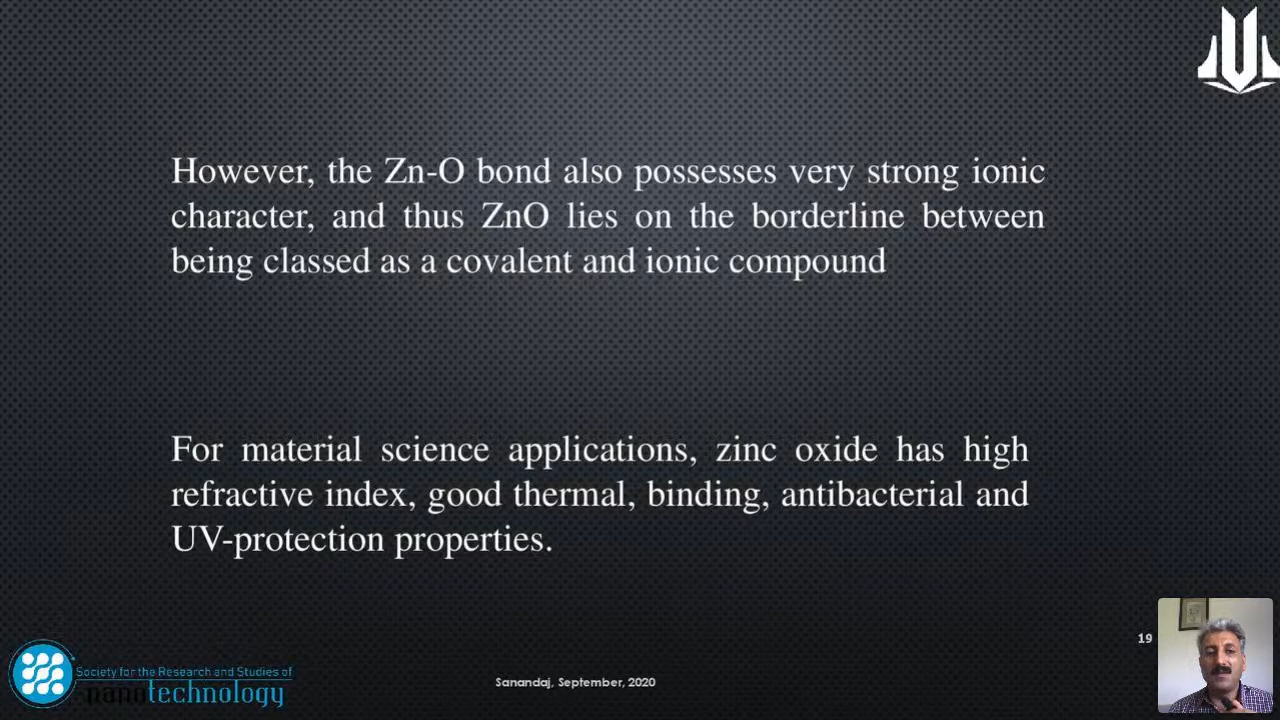 However, the Zn-O bond also possesses very strong ionic
character, and thus ZnO lies on the borderline between
being classed as a covalent and ionic compound
For material science applications, zinc oxide has high
refractive index, good thermal, binding, antibacterial and
UV-protection properties.
19
Society for the Research and Studies of
nanotechnology
Sanandaj, September, 2020